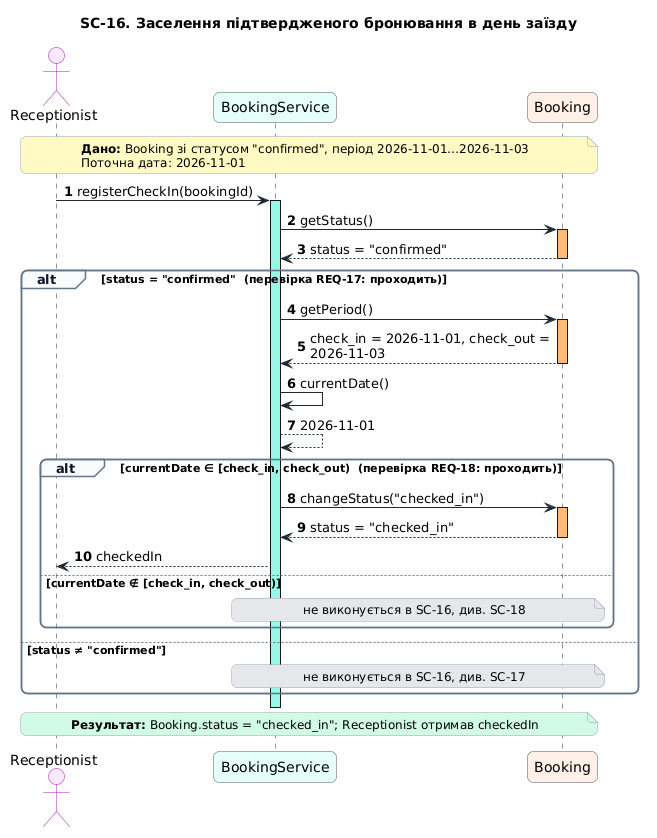 SC-16. Заселення підтвердженого бронювання в день заїзду
Receptionist
BookingService
Booking
Дано: Booking зі статусом "confirmed", період 2026-11-01...2026-11-03
Поточна дата: 2026-11-01
1 registerCheckIn(bookingId)
2 getStatus()
3 status = "confirmed"
alt [status = "confirmed" (перевірка REQ-17: проходить)]
4 getPeriod()
5 check_in = 2026-11-01, check_out =
2026-11-03
6 currentDate()
7 2026-11-01
alt [currentDate ∈ [check_in, check_out) (перевірка REQ-18: проходить)]
8 changeStatus("checked_in")
9 status = "checked_in"
10 checkedIn
[currentDate ∉ [check_in, check_out)]
не виконується в SC-16, див. SC-18
[status ≠ "confirmed"]
не виконується в SC-16, див. SC-17
Результат: Booking.status = "checked_in"; Receptionist отримав checkedIn
Receptionist
BookingService
Booking